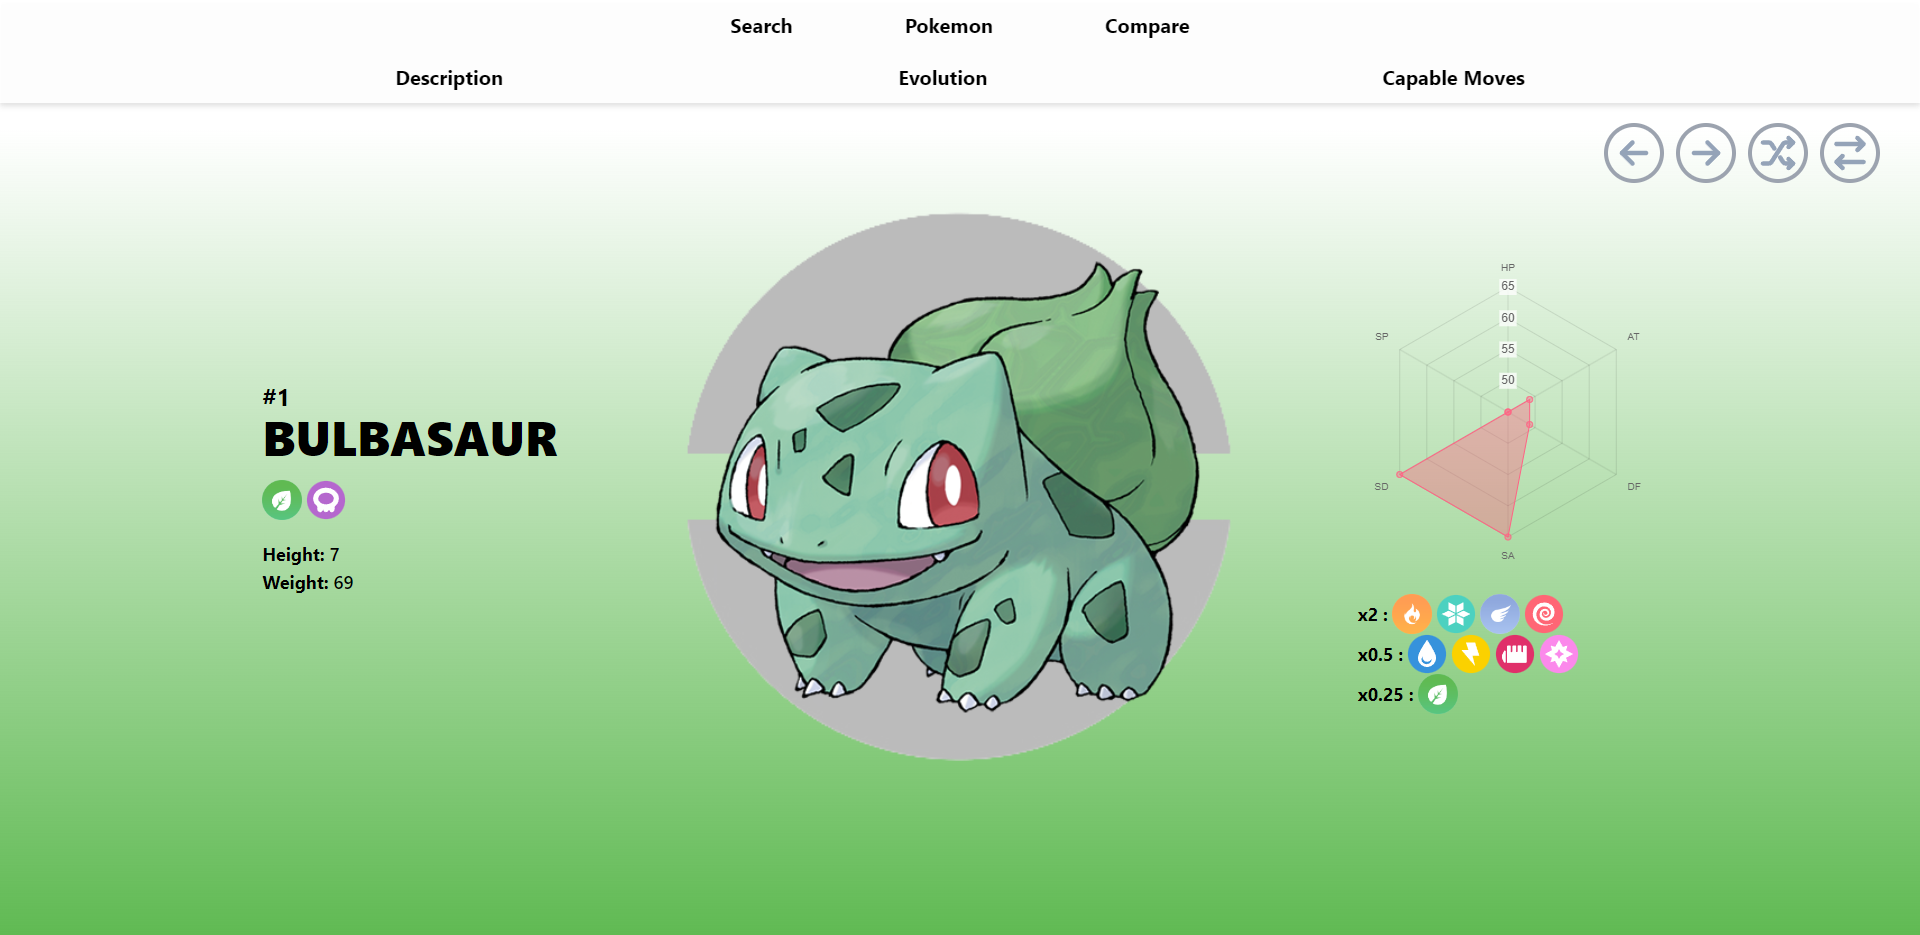 Search Pokemon Compare
Description Evolution Capable Moves
#1
BULBASAUR
Height: 7
Weight: 69
HP
65
60
55
50
SP
AT
SD
DF
SA
x2 :
x0.5 :
x0.25 :